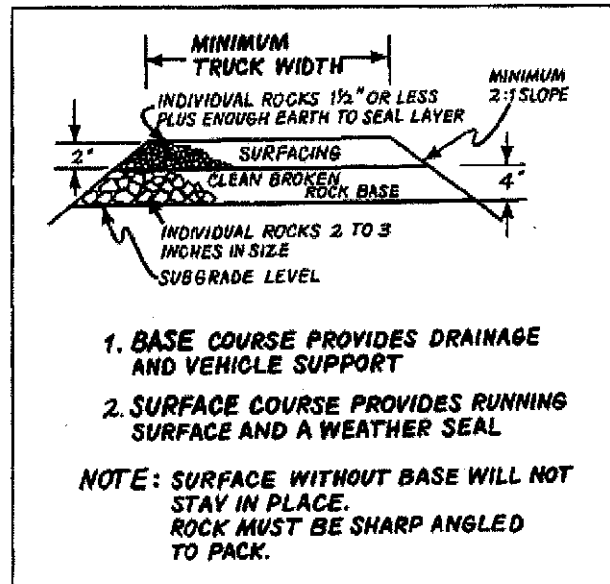 MINIMUM
TRUCK WIDTH
MINIMUM
2:1 SLOPE
INDIVIDUAL ROCKS 1½" OR LESS
PLUS ENOUGH EARTH TO SEAL LAYER
2"
SURFACING
CLEAN BROKEN
ROCK BASE
4"
INDIVIDUAL ROCKS 2 TO 3
INCHES IN SIZE
SUBGRADE LEVEL
1. BASE COURSE PROVIDES DRAINAGE
AND VEHICLE SUPPORT
2. SURFACE COURSE PROVIDES RUNNING
SURFACE AND A WEATHER SEAL
NOTE: SURFACE WITHOUT BASE WILL NOT
STAY IN PLACE.
ROCK MUST BE SHARP ANGLED
TO PACK.